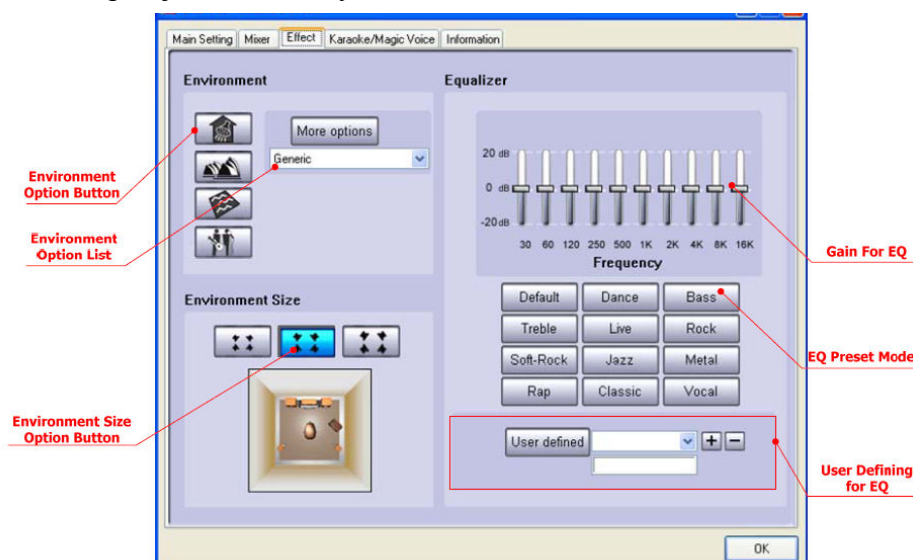 Main Setting Mixer Effect Karaoke/Magic Voice Information
Environment
More options
Generic
Environment
Option Button
Environment
Option List
Environment Size
Environment Size
Option Button
Equalizer
20 dB
0 dB
-20 dB
30 60 120 250 500 1K 2K 4K 8K 16K
Frequency
Gain For EQ
Default Dance Bass
Treble Live Rock
Soft-Rock Jazz Metal
Rap Classic Vocal
EQ Preset Mode
User defined + −
User Defining
for EQ
OK